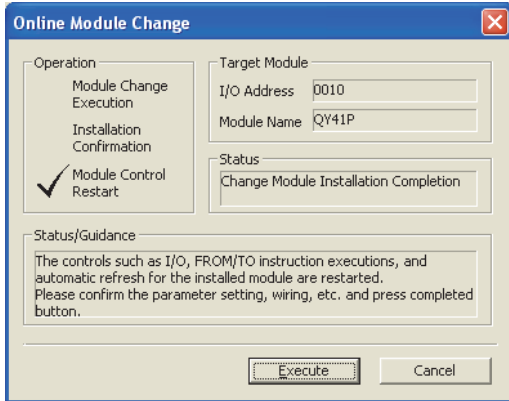 Online Module Change
Operation
Module Change
Execution
Installation
Confirmation
Module Control
Restart
Target Module
I/O Address 0010
Module Name QY41P
Status
Change Module Installation Completion
Status/Guidance
The controls such as I/O, FROM/TO instruction executions, and
automatic refresh for the installed module are restarted.
Please confirm the parameter setting, wiring, etc. and press completed
button.
Execute Cancel